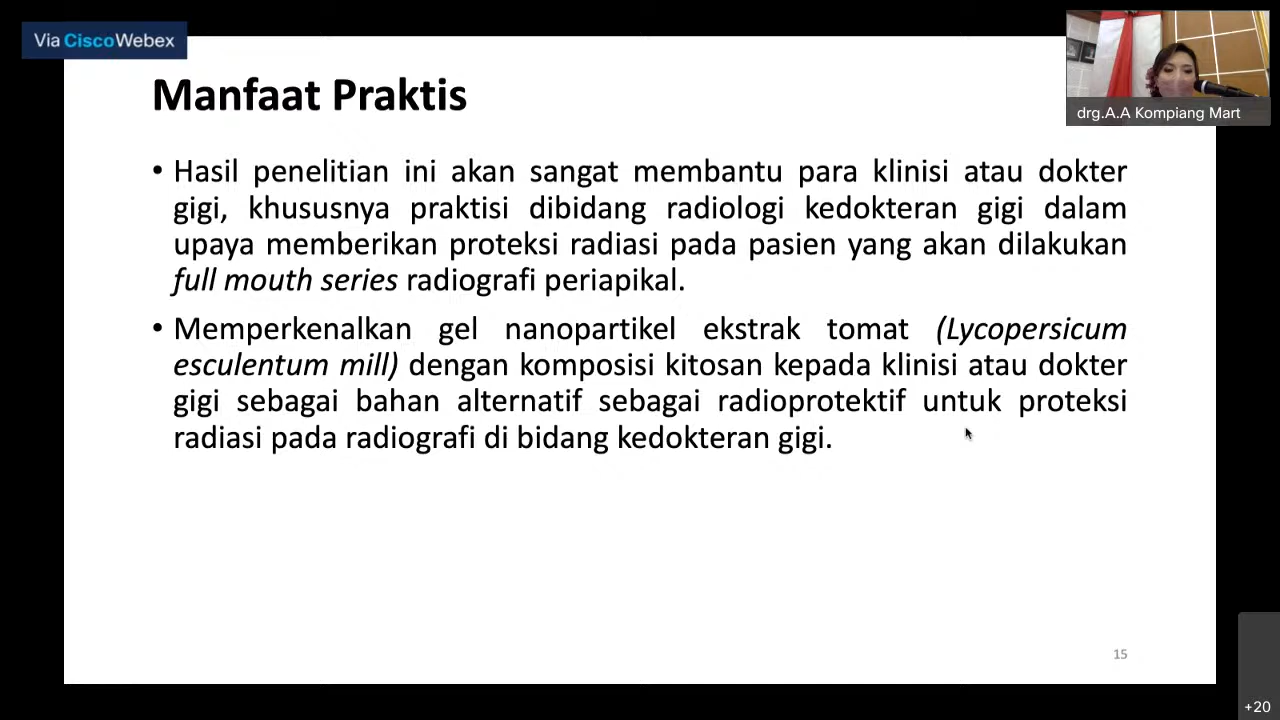 Via CiscoWebex
Manfaat Praktis
drg.A.A Kompiang Mart
• Hasil penelitian ini akan sangat membantu para klinisi atau dokter
gigi, khususnya praktisi dibidang radiologi kedokteran gigi dalam
upaya memberikan proteksi radiasi pada pasien yang akan dilakukan
full mouth series radiografi periapikal.
• Memperkenalkan gel nanopartikel ekstrak tomat (Lycopersicum
esculentum mill) dengan komposisi kitosan kepada klinisi atau dokter
gigi sebagai bahan alternatif sebagai radioprotektif untuk proteksi
radiasi pada radiografi di bidang kedokteran gigi.
15
+20